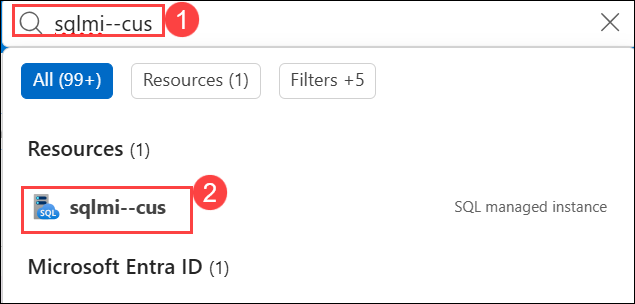 sqlmi--cus
1
All (99+) Resources (1) Filters +5
Resources (1)
2
SQL sqlmi--cus SQL managed instance
Microsoft Entra ID (1)